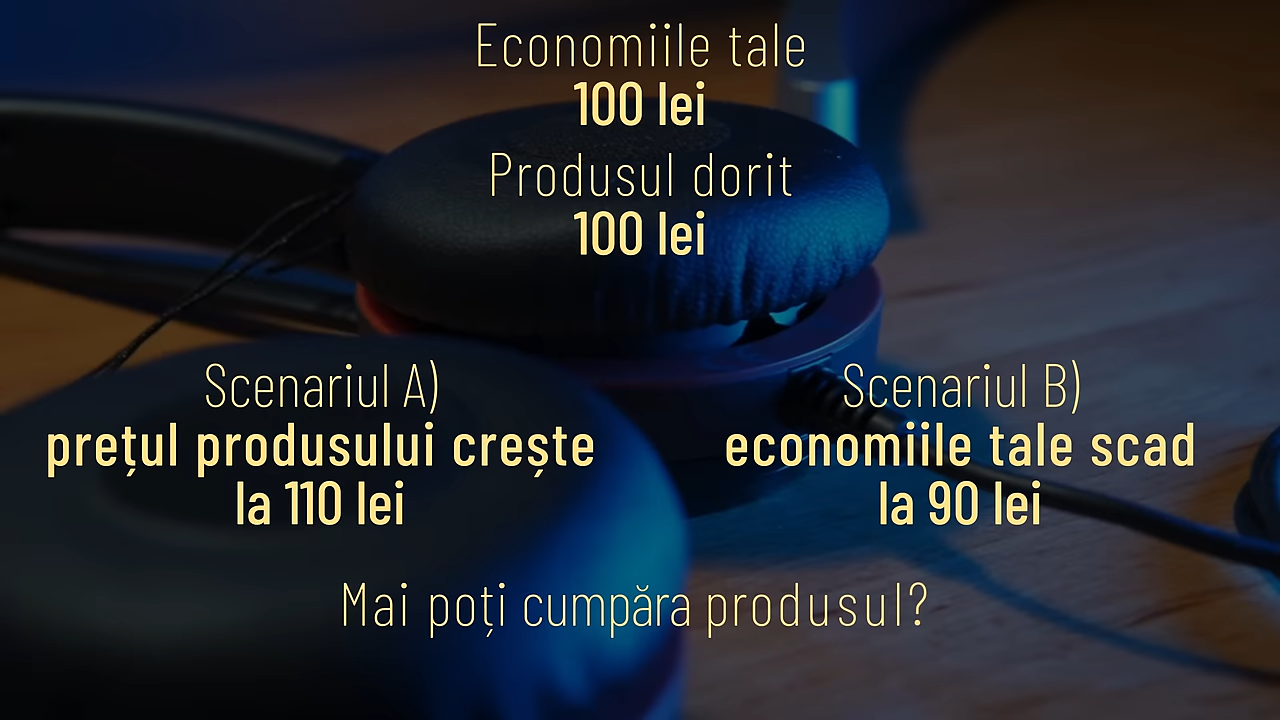 Economiile tale
100 lei
Produsul dorit
100 lei
Scenariul A)
prețul produsului crește
la 110 lei
Scenariul B)
economiile tale scad
la 90 lei
Mai poți cumpăra produsul?